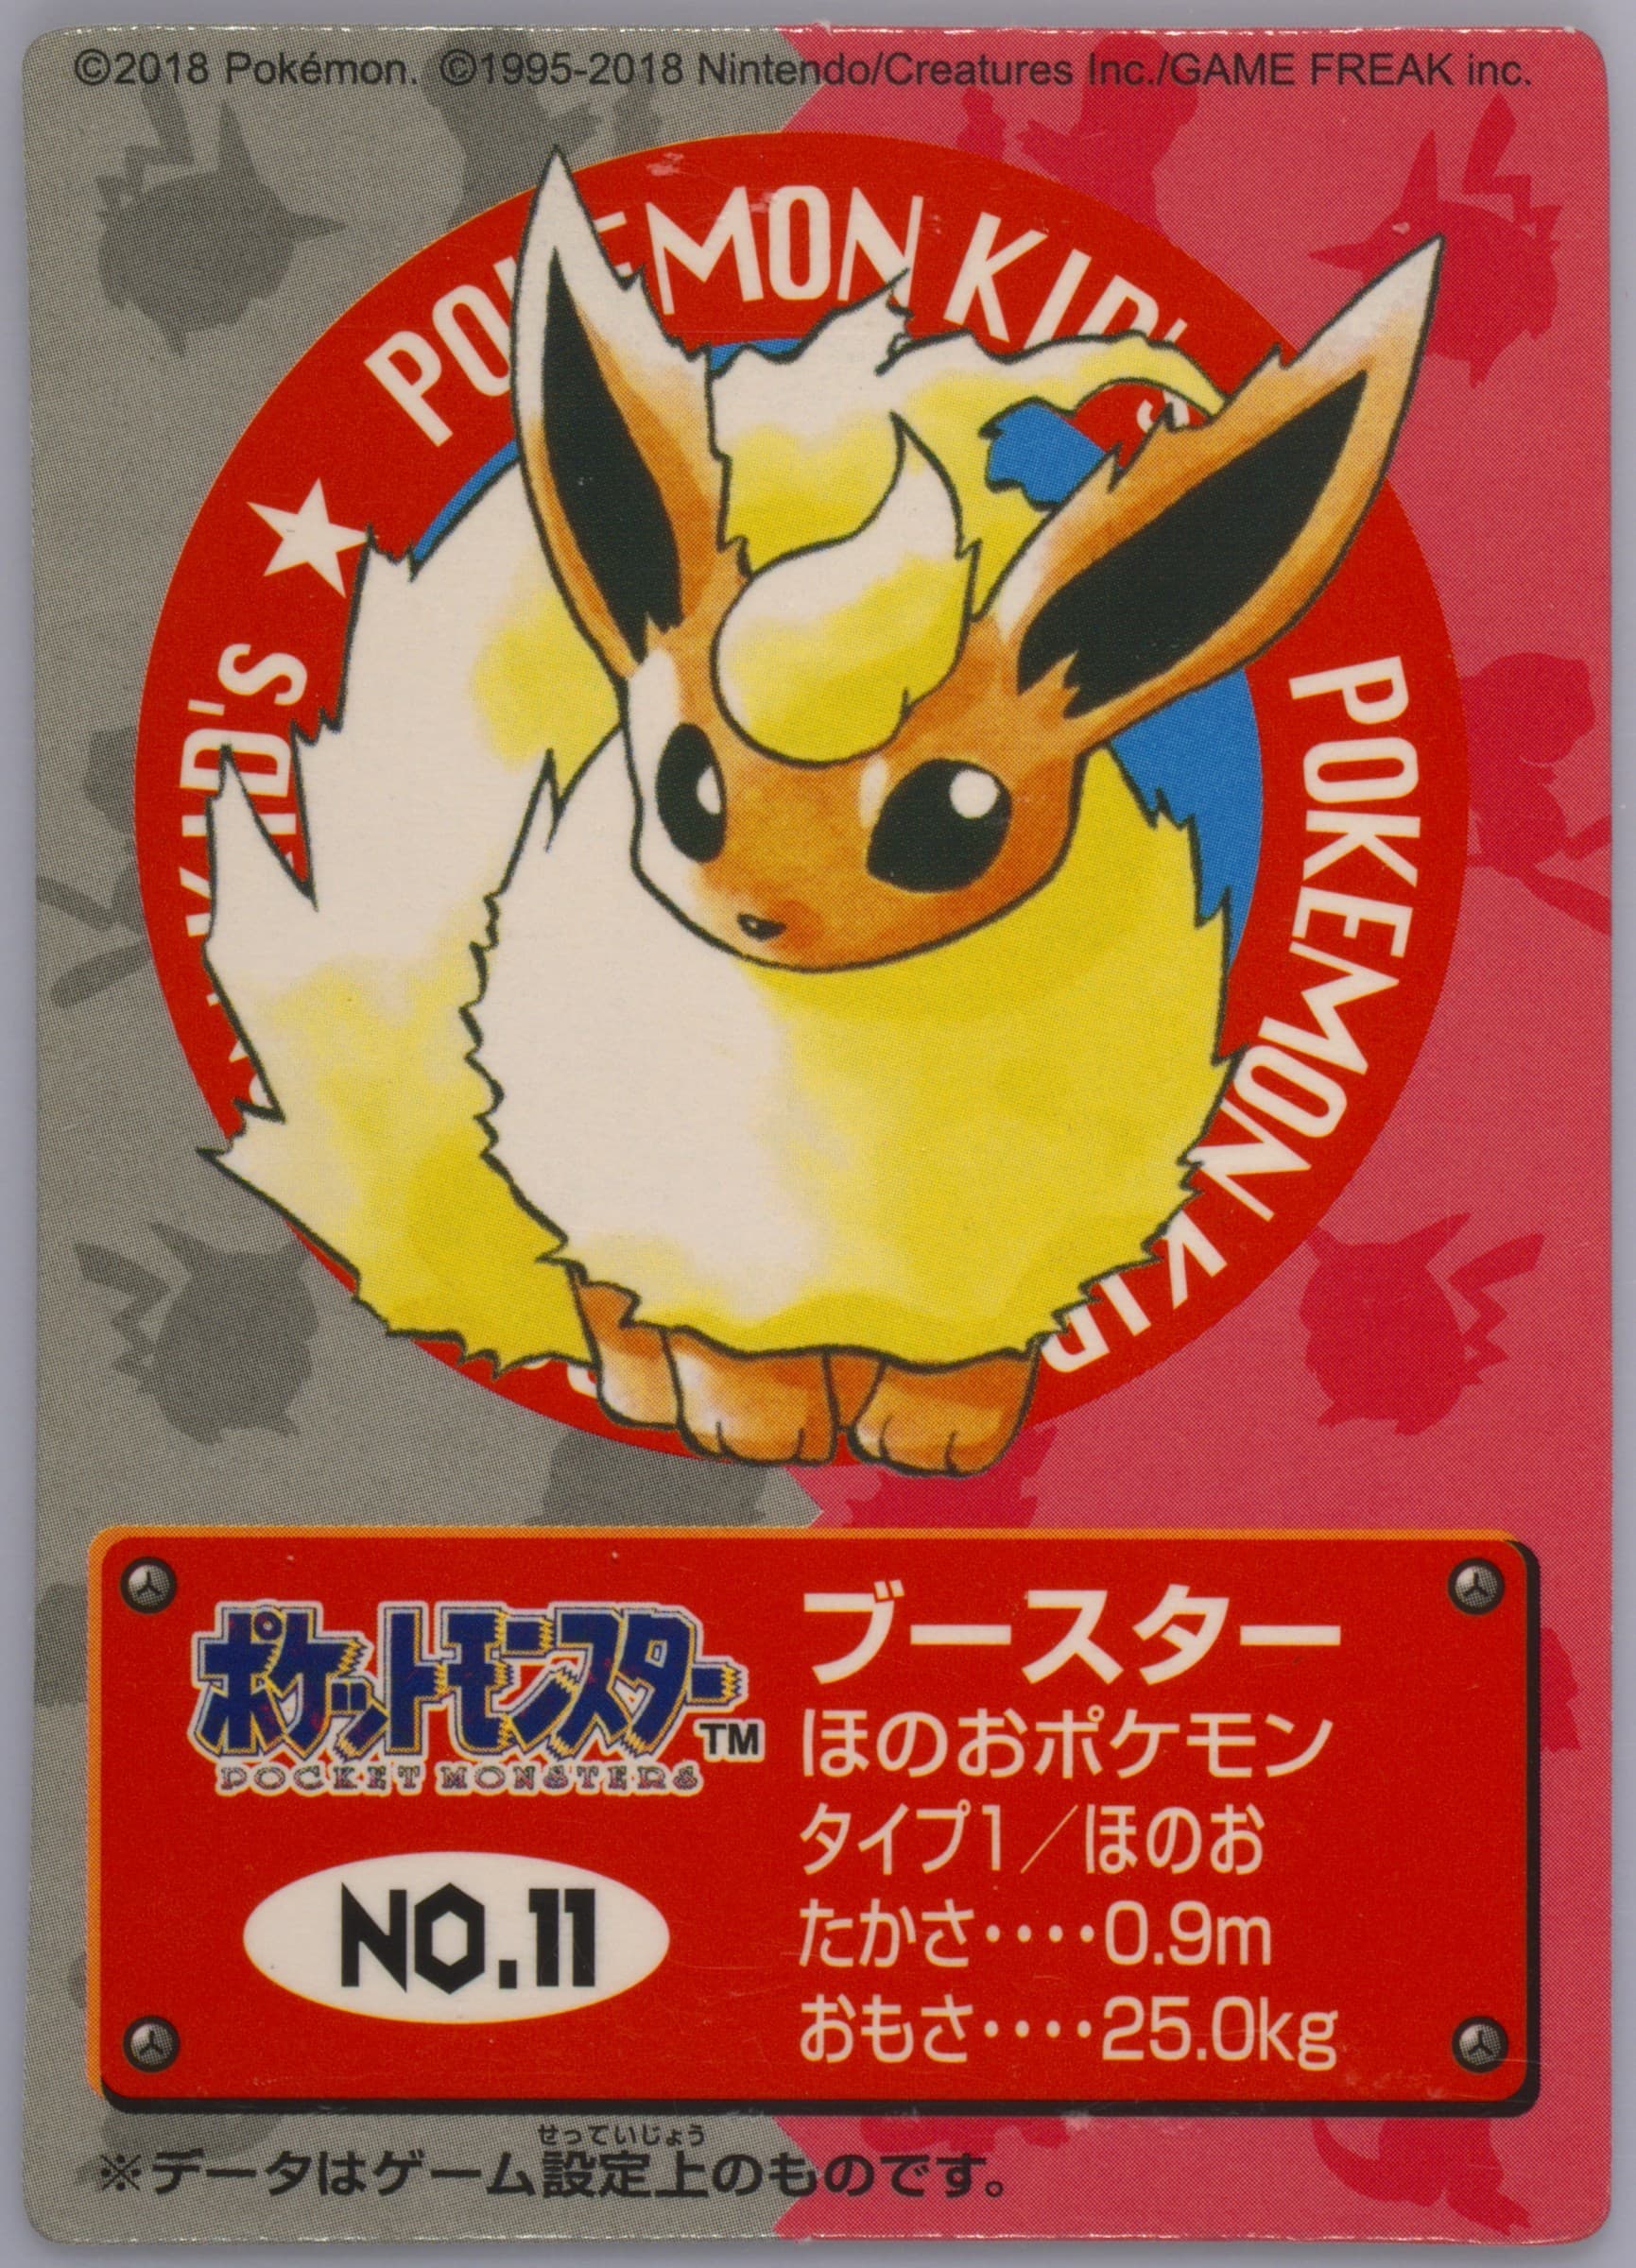 ©2018 Pokémon. ©1995-2018 Nintendo/Creatures Inc./GAME FREAK inc.
POKEMON KID'S
POKEMON KID
★
ポケットモンスター™
POCKET MONSTERS
NO.11
ブースター
ほのおポケモン
タイプ1／ほのお
たかさ‥‥0.9m
おもさ‥‥25.0kg
せっていじょう
※データはゲーム設定上のものです。